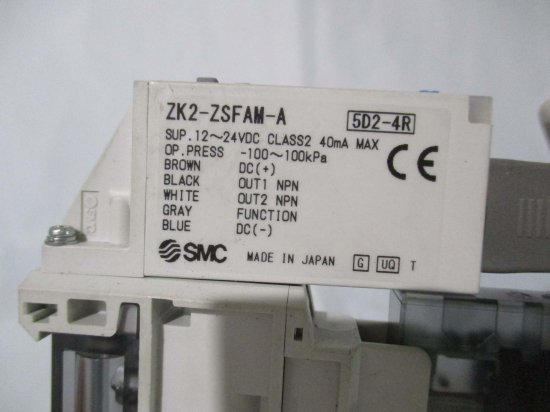 ZK2-ZSFAM-A
5D2-4R
SUP.12～24VDC CLASS2 40mA MAX
OP.PRESS -100～100kPa
BROWN DC(+)
BLACK OUT1 NPN
WHITE OUT2 NPN
GRAY FUNCTION
BLUE DC(-)
CE
SMC MADE IN JAPAN G UQ T